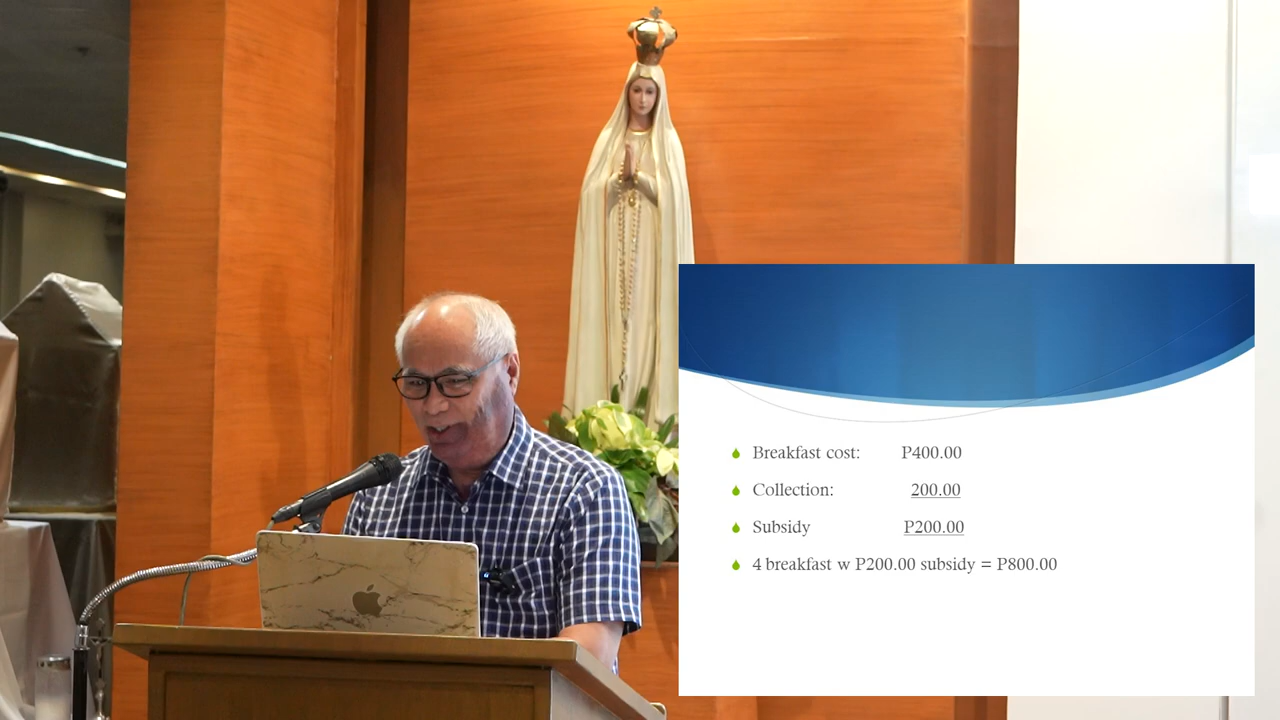 Breakfast cost: P400.00
Collection: 200.00
Subsidy P200.00
4 breakfast w P200.00 subsidy = P800.00